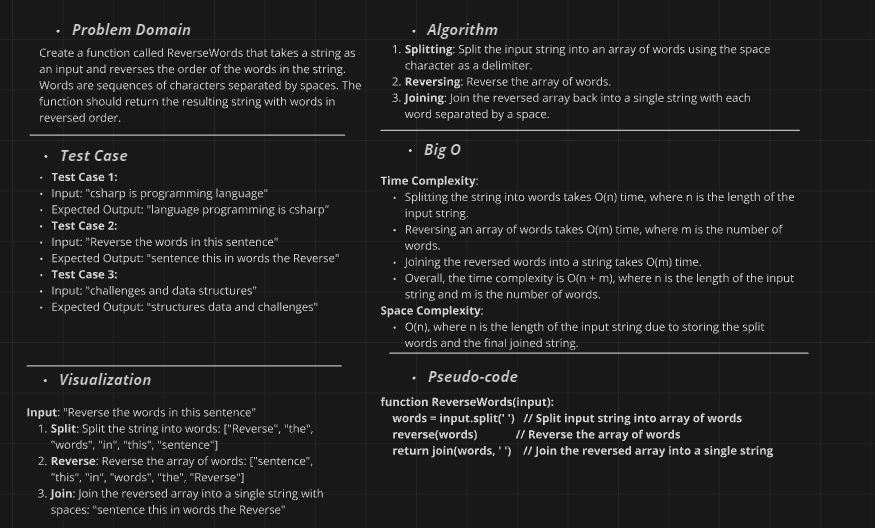 • Problem Domain
Create a function called ReverseWords that takes a string as
an input and reverses the order of the words in the string.
Words are sequences of characters separated by spaces. The
function should return the resulting string with words in
reversed order.
• Test Case
• Test Case 1:
• Input: "csharp is programming language"
• Expected Output: "language programming is csharp"
• Test Case 2:
• Input: "Reverse the words in this sentence"
• Expected Output: "sentence this in words the Reverse"
• Test Case 3:
• Input: "challenges and data structures"
• Expected Output: "structures data and challenges"
• Visualization
Input: "Reverse the words in this sentence"
1. Split: Split the string into words: ["Reverse", "the",
"words", "in", "this", "sentence"]
2. Reverse: Reverse the array of words: ["sentence",
"this", "in", "words", "the", "Reverse"]
3. Join: Join the reversed array into a single string with
spaces: "sentence this in words the Reverse"
• Algorithm
1. Splitting: Split the input string into an array of words using the space
character as a delimiter.
2. Reversing: Reverse the array of words.
3. Joining: Join the reversed array back into a single string with each
word separated by a space.
• Big O
Time Complexity:
• Splitting the string into words takes O(n) time, where n is the length of the
input string.
• Reversing an array of words takes O(m) time, where m is the number of
words.
• Joining the reversed words into a string takes O(m) time.
• Overall, the time complexity is O(n + m), where n is the length of the input
string and m is the number of words.
Space Complexity:
• O(n), where n is the length of the input string due to storing the split
words and the final joined string.
• Pseudo-code
function ReverseWords(input):
words = input.split(' ') // Split input string into array of words
reverse(words) // Reverse the array of words
return join(words, ' ') // Join the reversed array into a single string